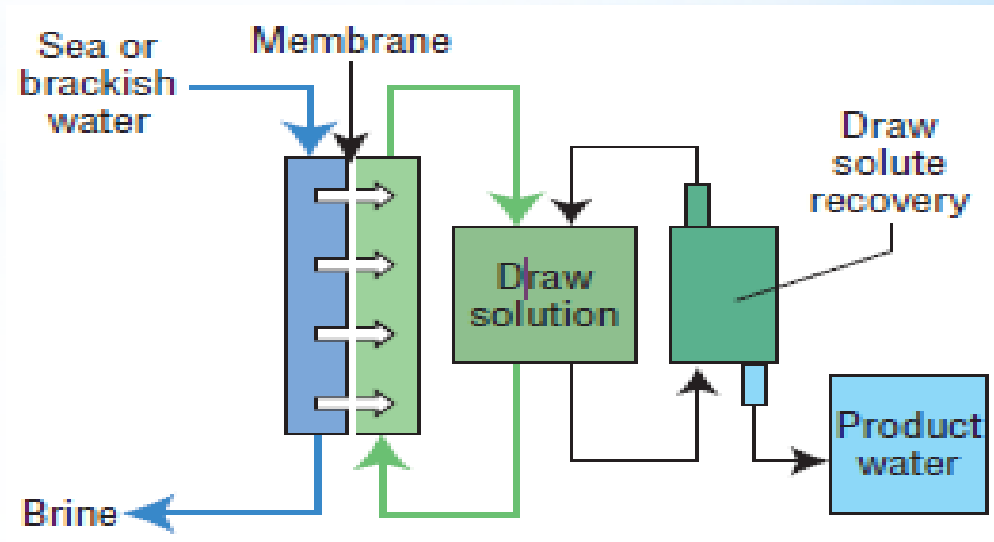 Sea or
brackish
water
Membrane
Draw
solute
recovery
Draw
solution
Product
water
Brine